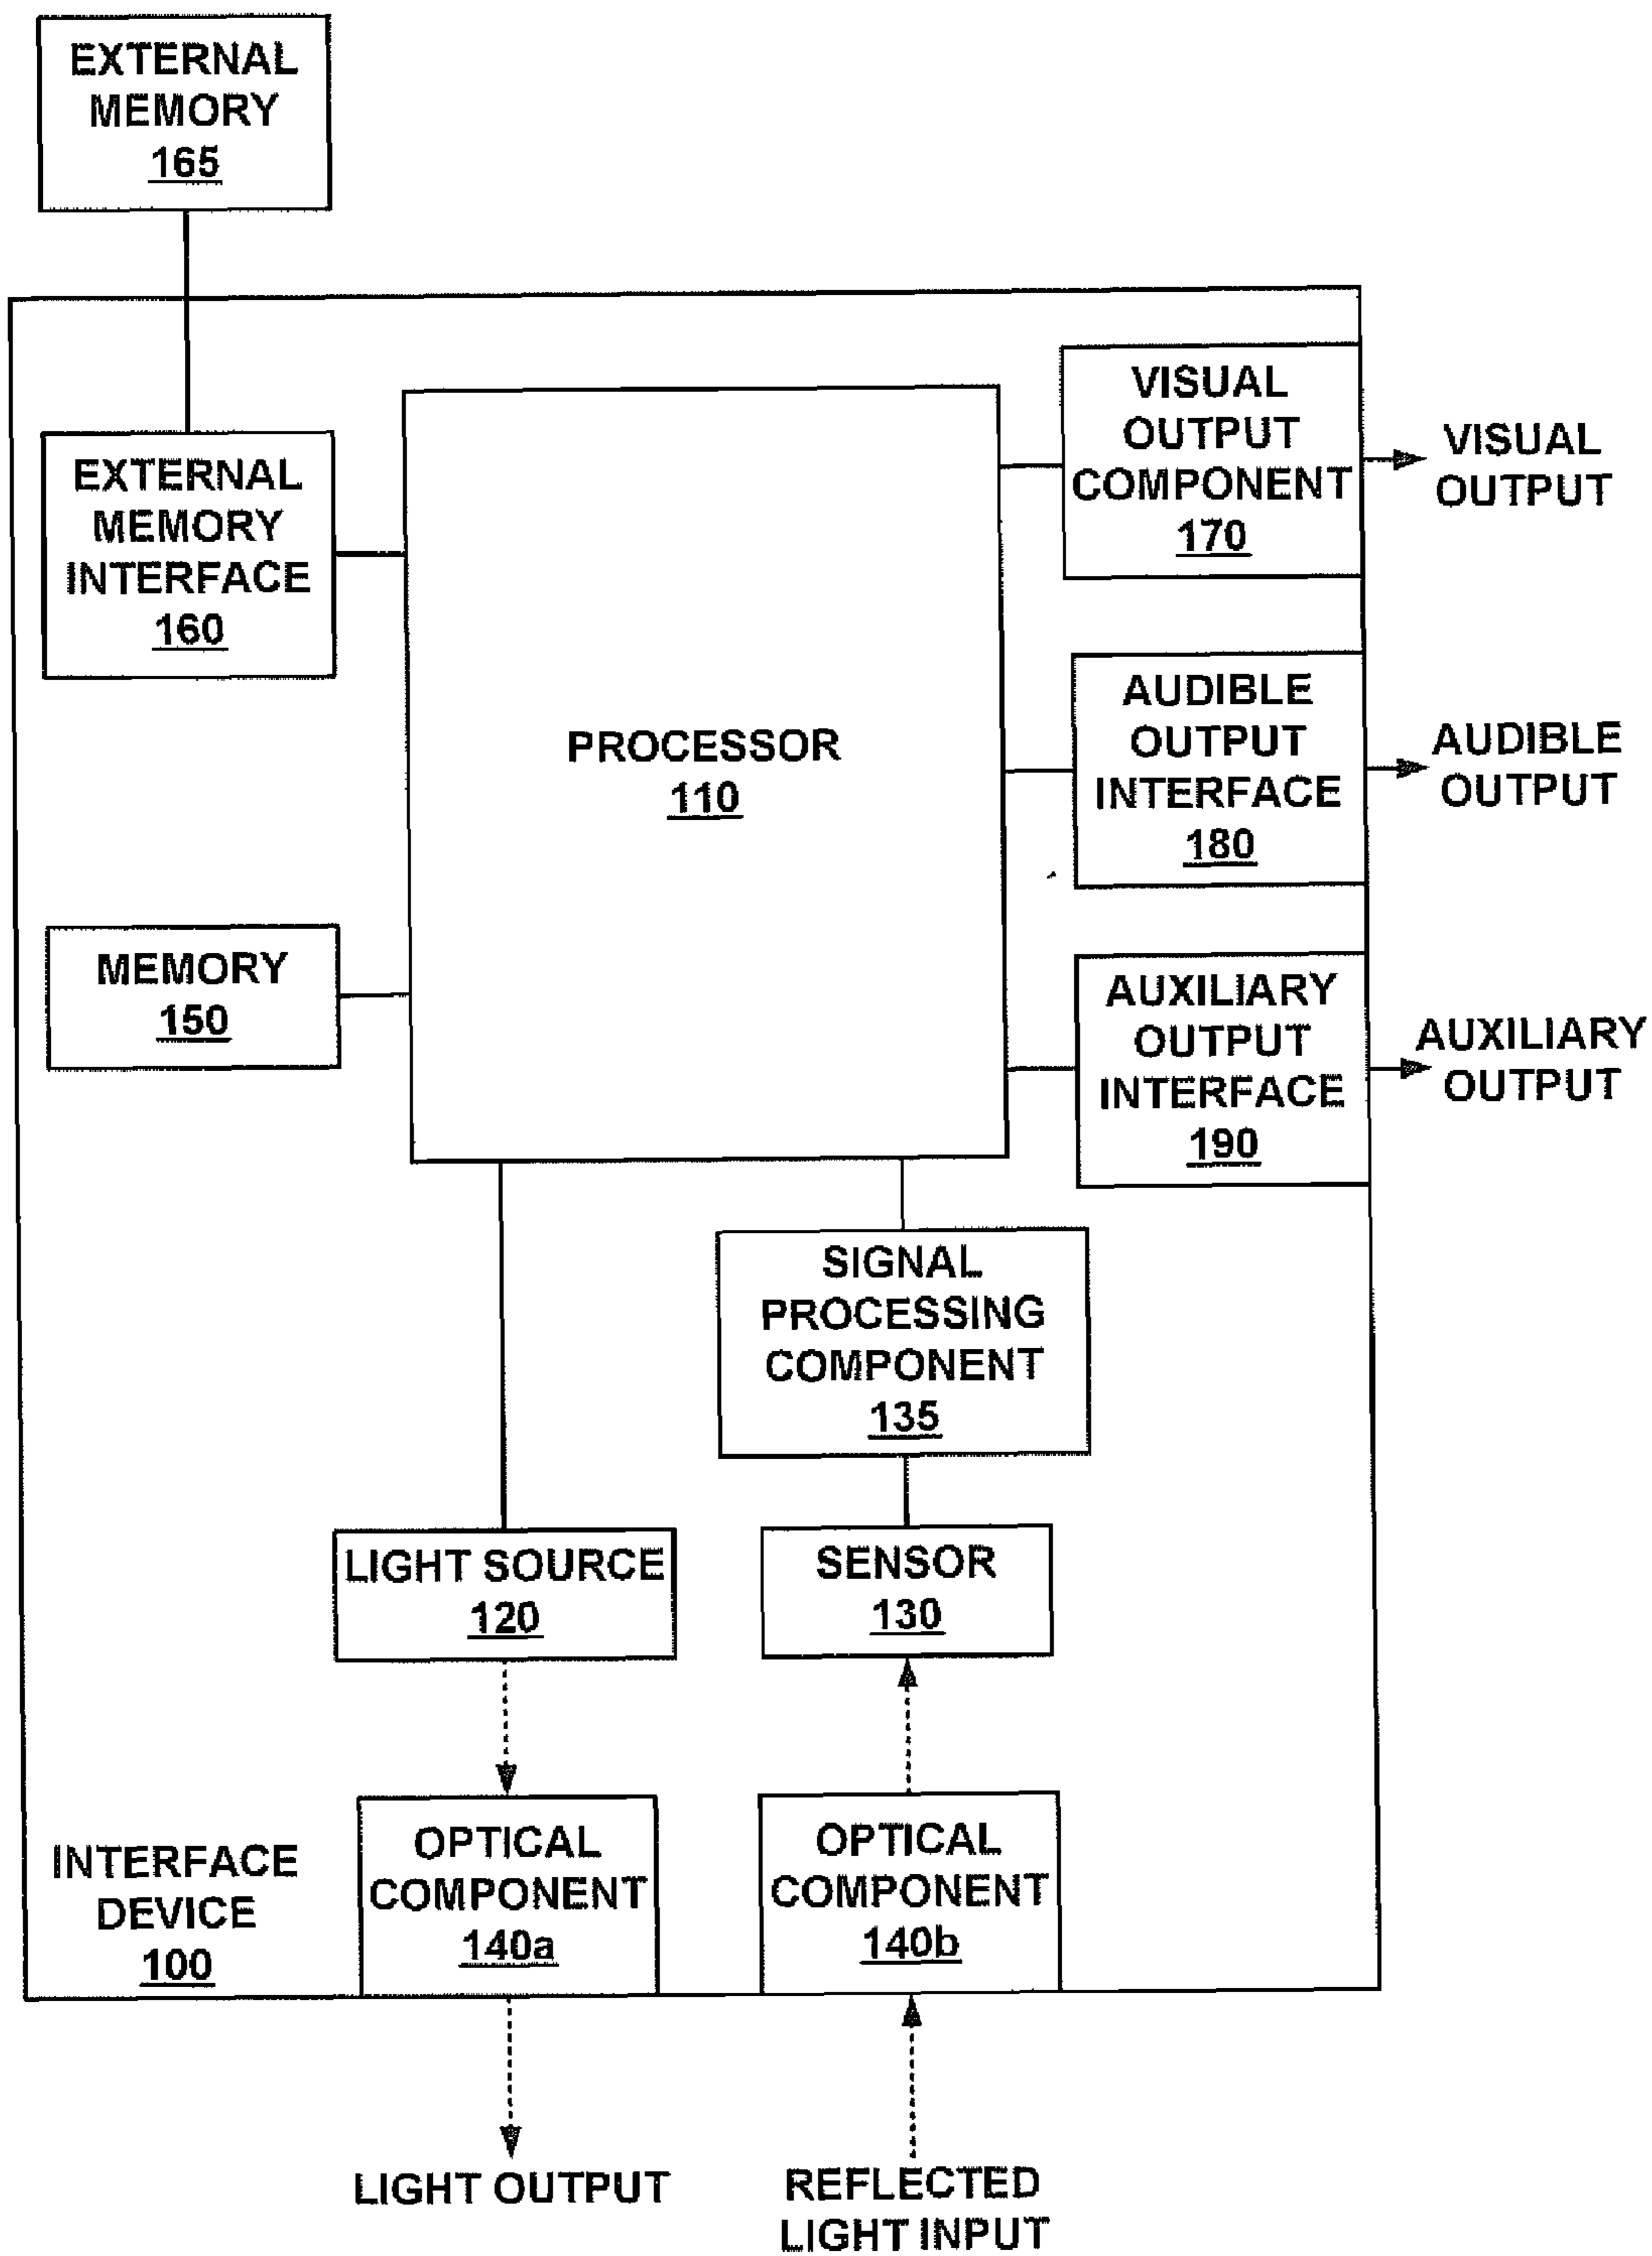 EXTERNAL
MEMORY
165
EXTERNAL
MEMORY
INTERFACE
160
PROCESSOR
110
VISUAL
OUTPUT
COMPONENT
170
VISUAL
OUTPUT
AUDIBLE
OUTPUT
INTERFACE
180
AUDIBLE
OUTPUT
MEMORY
150
AUXILIARY
OUTPUT
INTERFACE
190
AUXILIARY
OUTPUT
SIGNAL
PROCESSING
COMPONENT
135
LIGHT SOURCE
120
SENSOR
130
INTERFACE
DEVICE
100
OPTICAL
COMPONENT
140a
OPTICAL
COMPONENT
140b
LIGHT OUTPUT
REFLECTED
LIGHT INPUT